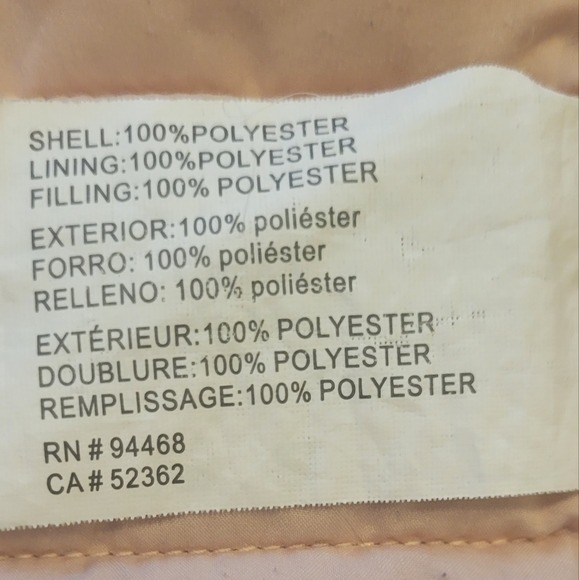 SHELL:100%POLYESTER
LINING:100%POLYESTER
FILLING:100% POLYESTER
EXTERIOR:100% poliéster
FORRO: 100% poliéster
RELLENO: 100% poliéster
EXTÉRIEUR:100% POLYESTER
DOUBLURE:100% POLYESTER
REMPLISSAGE:100% POLYESTER
RN # 94468
CA# 52362